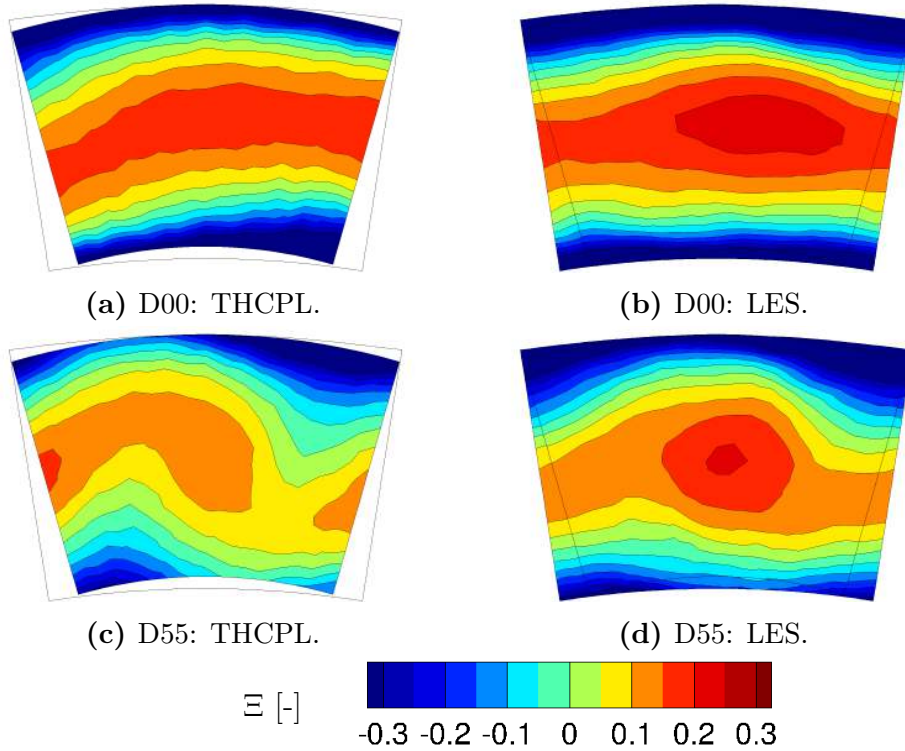 (a) D00: THCPL.
(b) D00: LES.
(c) D55: THCPL.
(d) D55: LES.
Ξ [-]
-0.3 -0.2 -0.1 0 0.1 0.2 0.3